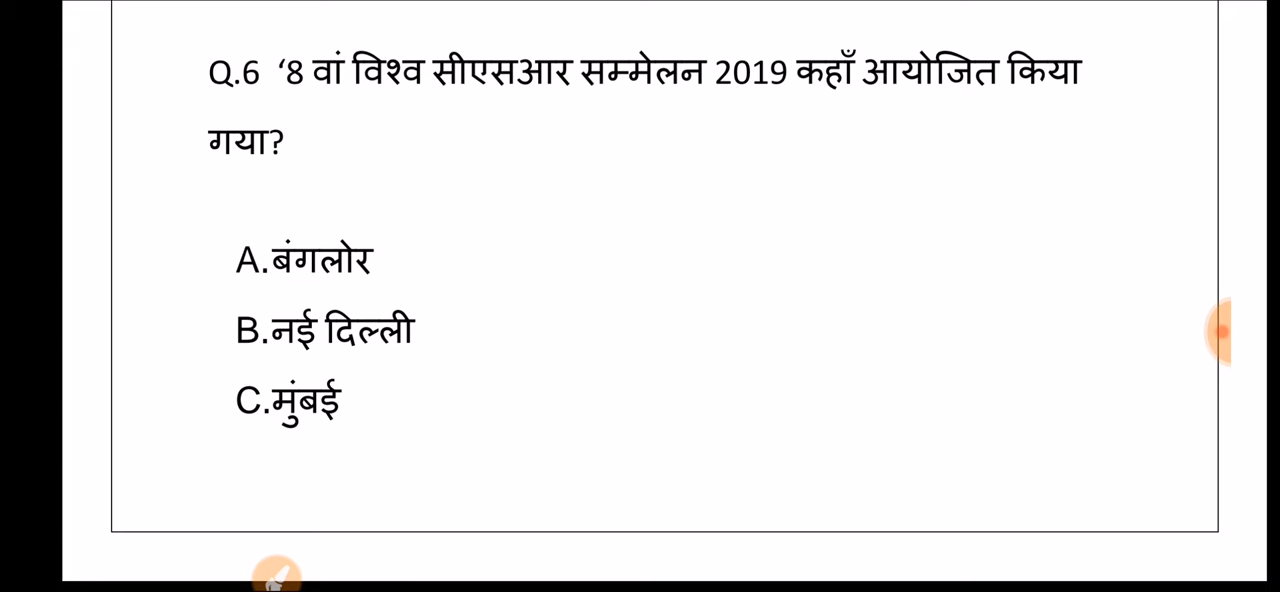 Q.6 ‘8 वां विश्व सीएसआर सम्मेलन 2019 कहाँ आयोजित किया
गया?
A.बंगलोर
B.नई दिल्ली
C.मुंबई